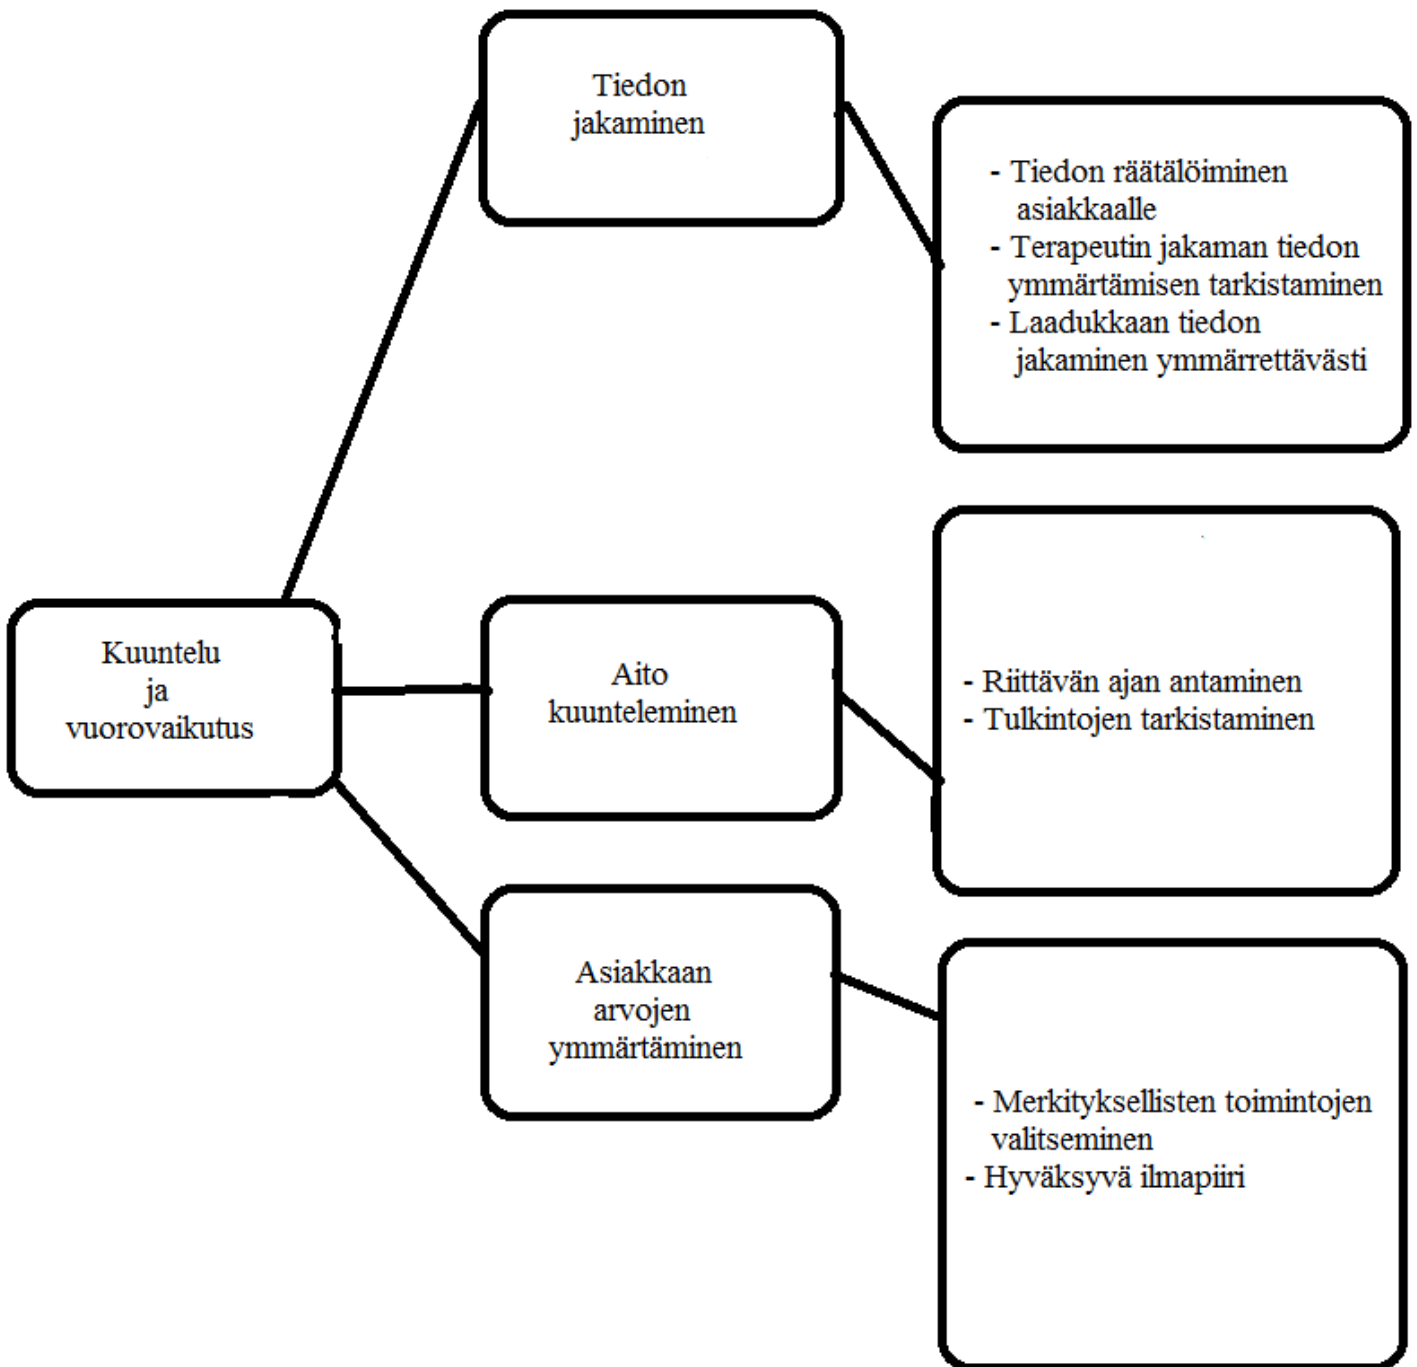 Tiedon
jakaminen
- Tiedon räätälöiminen
asiakkaalle
- Terapeutin jakaman tiedon
ymmärtämisen tarkistaminen
- Laadukkaan tiedon
jakaminen ymmärrettävästi
Kuuntelu
ja
vuorovaikutus
Aito
kuunteleminen
- Riittävän ajan antaminen
- Tulkintojen tarkistaminen
Asiakkaan
arvojen
ymmärtäminen
- Merkityksellisten toimintojen
valitseminen
- Hyväksyvä ilmapiiri